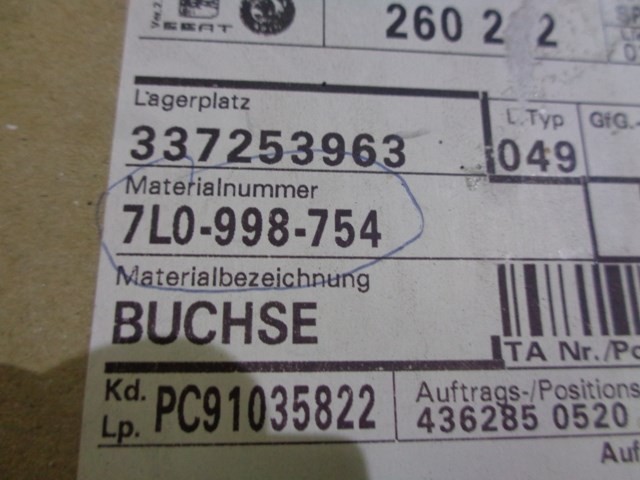 SEAT
260 2 2
Lagerplatz
L.Typ
GfG.-
337253963
049
Materialnummer
7L0-998-754
Materialbezeichnung
BUCHSE
TA Nr./Po
Kd.
Lp. PC91035822
Auftrags-/Positions
436285 0520
Auf